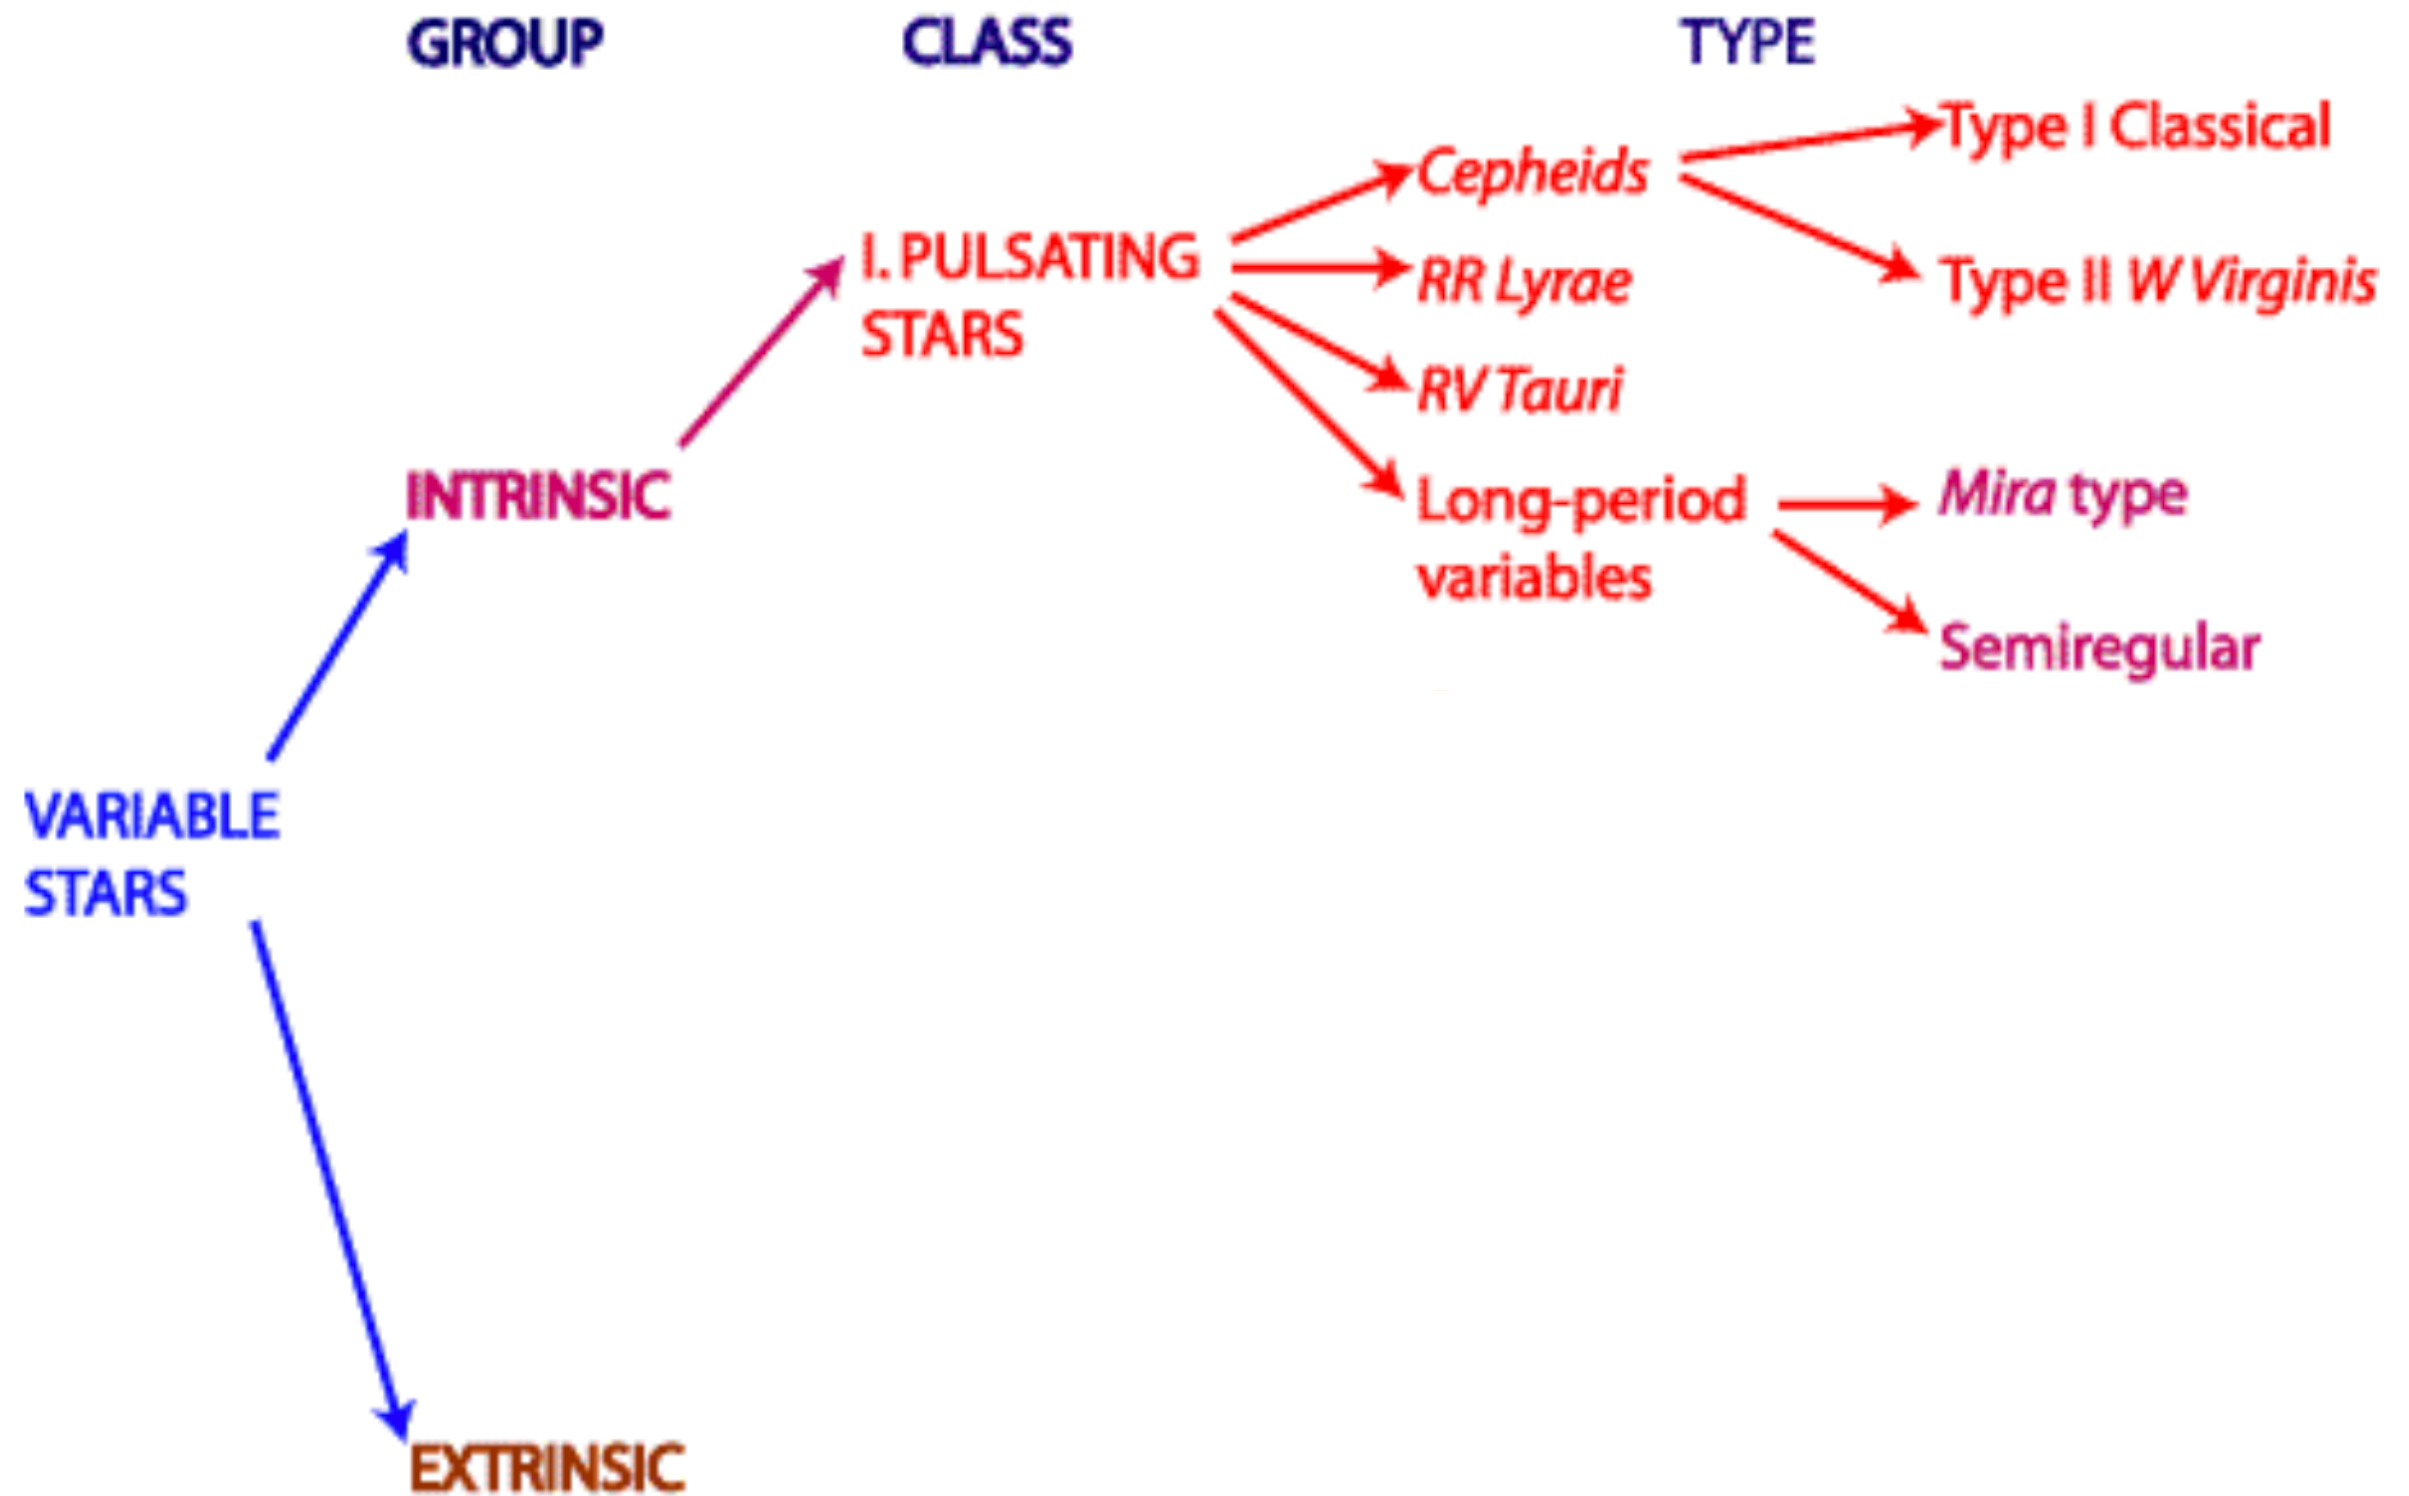 GROUP CLASS TYPE
Type I Classical
Cepheids
I. PULSATING
STARS
RR Lyrae
Type II W Virginis
RV Tauri
INTRINSIC
Long-period
variables
Mira type
Semiregular
VARIABLE
STARS
EXTRINSIC